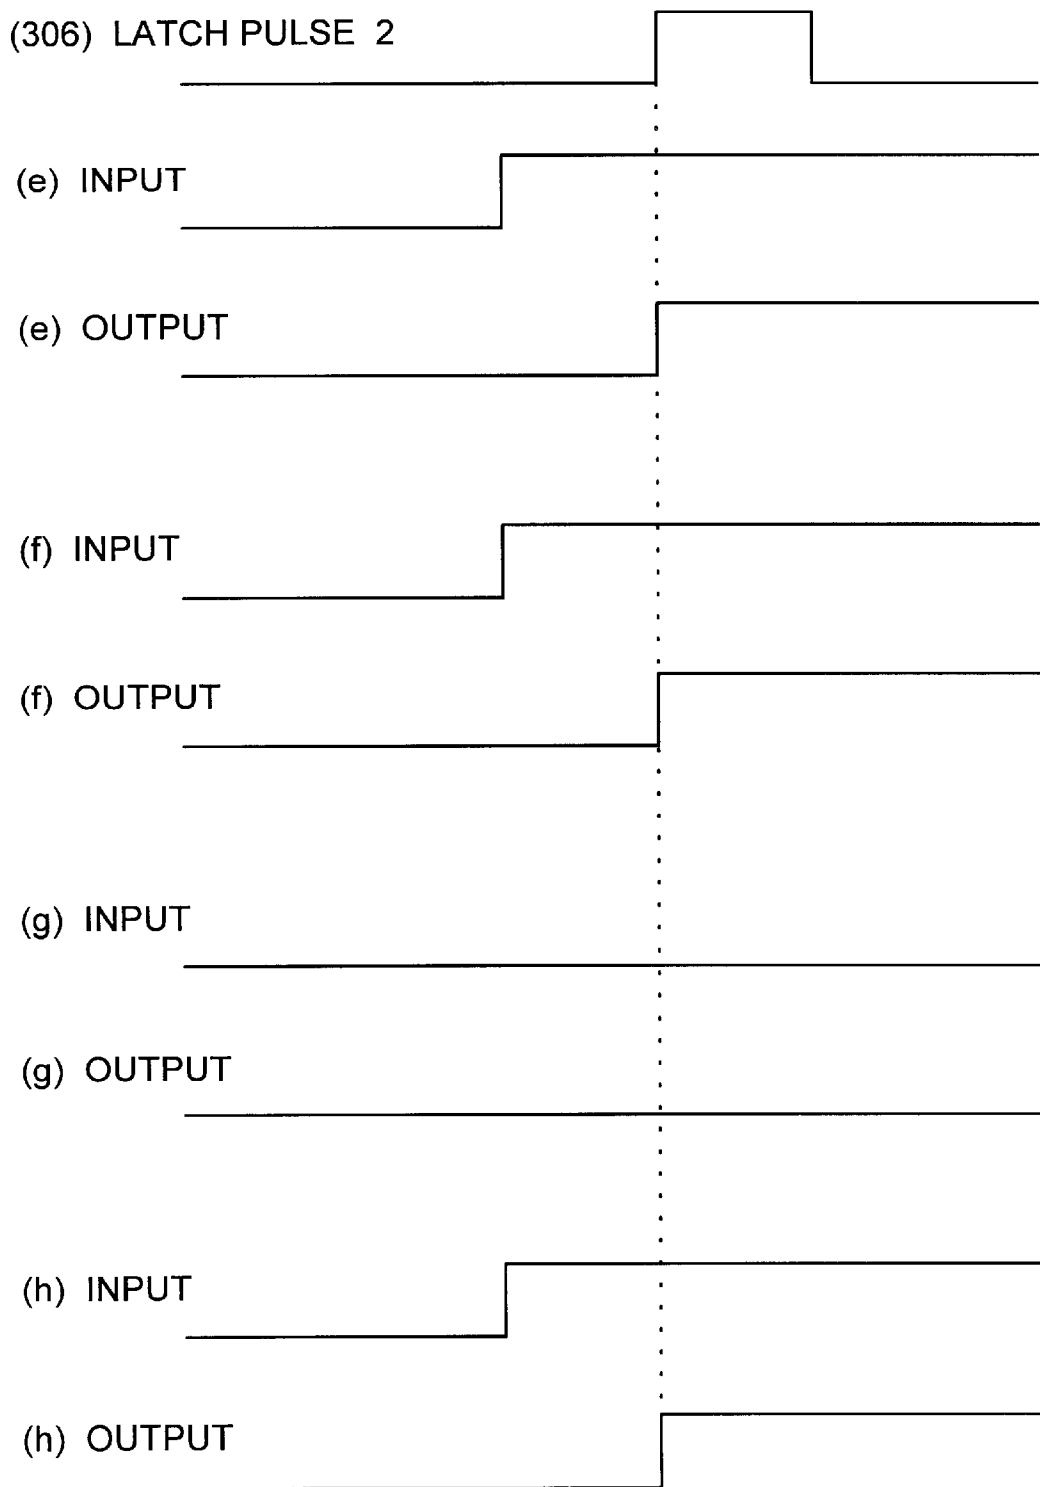 (306) LATCH PULSE 2
(e) INPUT
(e) OUTPUT
(f) INPUT
(f) OUTPUT
(g) INPUT
(g) OUTPUT
(h) INPUT
(h) OUTPUT